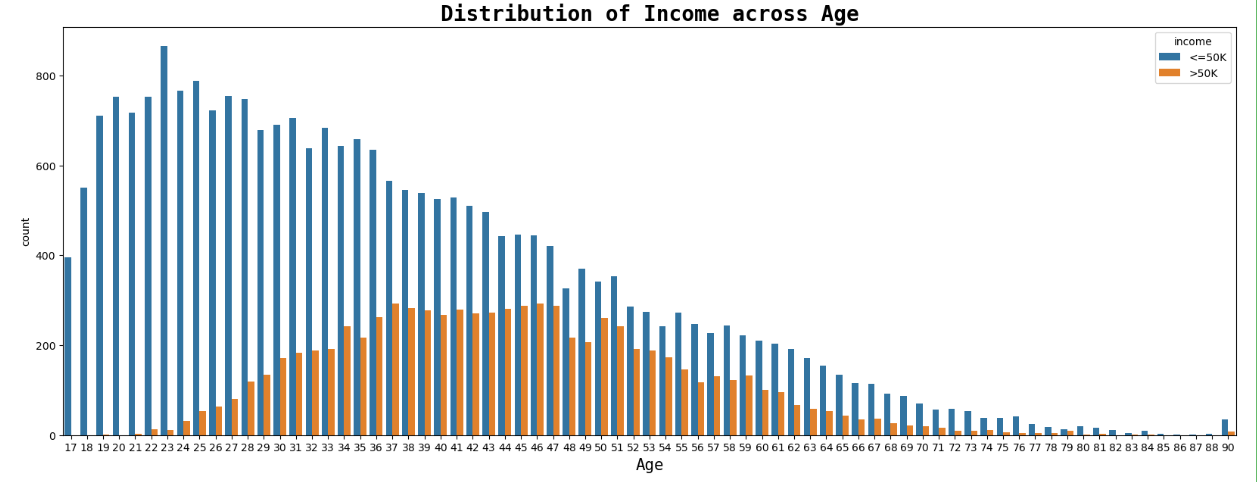 Distribution of Income across Age
income
<=50K
>50K
800
600
400
200
0
count
17 18 19 20 21 22 23 24 25 26 27 28 29 30 31 32 33 34 35 36 37 38 39 40 41 42 43 44 45 46 47 48 49 50 51 52 53 54 55 56 57 58 59 60 61 62 63 64 65 66 67 68 69 70 71 72 73 74 75 76 77 78 79 80 81 82 83 84 85 86 87 88 90
Age